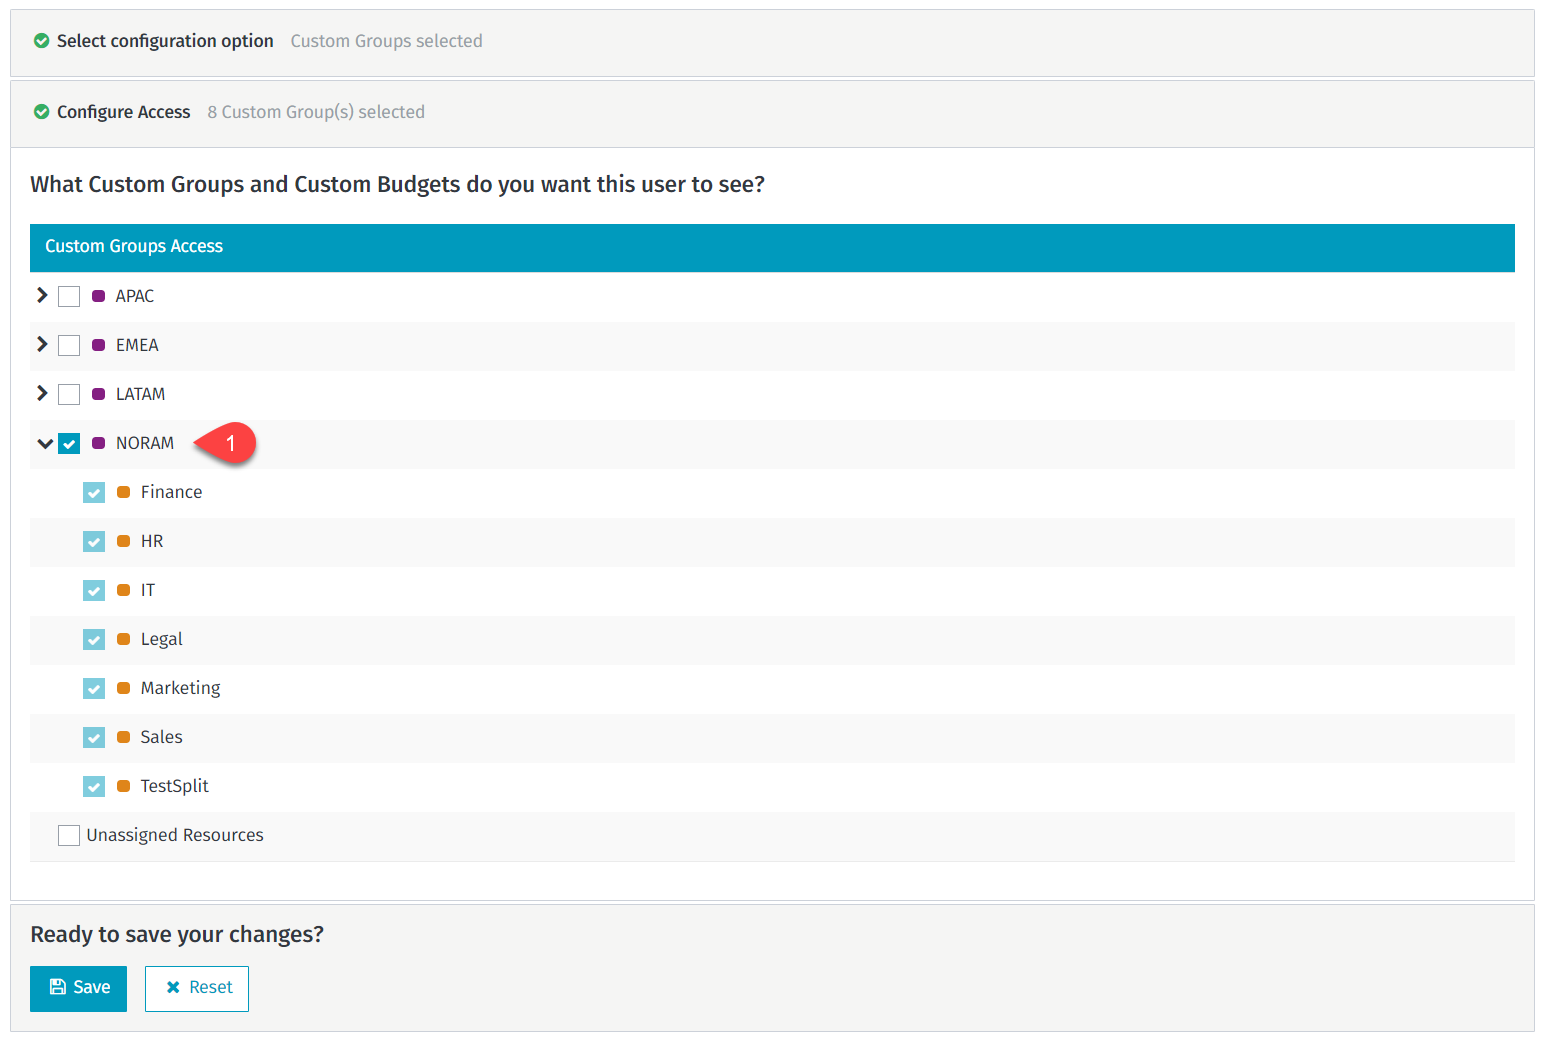 Select configuration option Custom Groups selected
Configure Access 8 Custom Group(s) selected
What Custom Groups and Custom Budgets do you want this user to see?
Custom Groups Access
APAC
EMEA
LATAM
NORAM 1
Finance
HR
IT
Legal
Marketing
Sales
TestSplit
Unassigned Resources
Ready to save your changes?
Save Reset